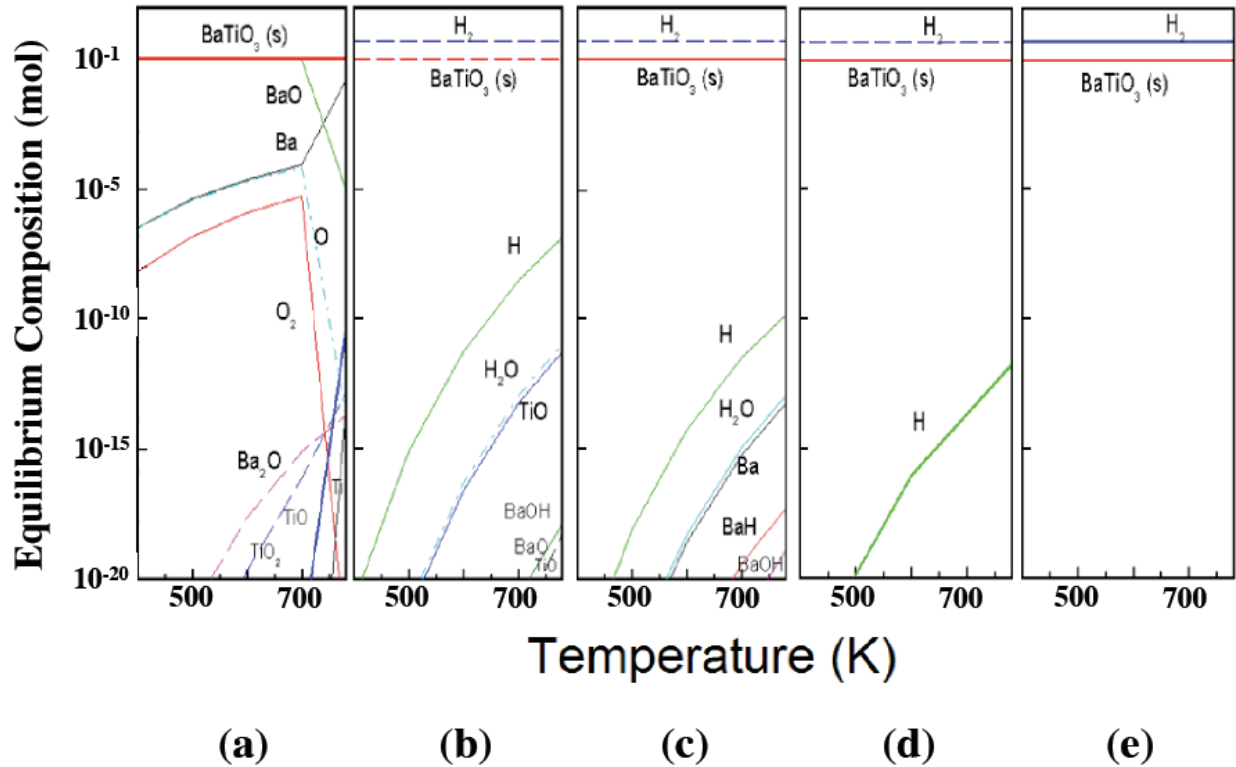 Equilibrium Composition (mol)
10⁻¹
10⁻⁵
10⁻¹⁰
10⁻¹⁵
10⁻²⁰
BaTiO₃ (s)
BaO
Ba
O
O₂
Ba₂O
Ti
TiO
TiO₂
500 700
H₂
BaTiO₃ (s)
H
H₂O
TiO
BaOH
BaO
TiO
500 700
H₂
BaTiO₃ (s)
H
H₂O
Ba
BaH
BaOH
500 700
H₂
BaTiO₃ (s)
H
500 700
H₂
BaTiO₃ (s)
500 700
Temperature (K)
(a) (b) (c) (d) (e)